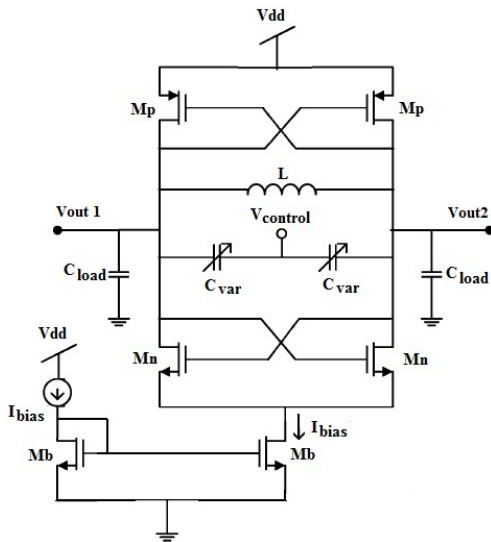 Vdd
Mp
Mp
L
Vcontrol
Vout 1
Vout2
Cload
Cvar
Cvar
Cload
Vdd
Mn
Mn
Ibias
Ibias
Mb
Mb